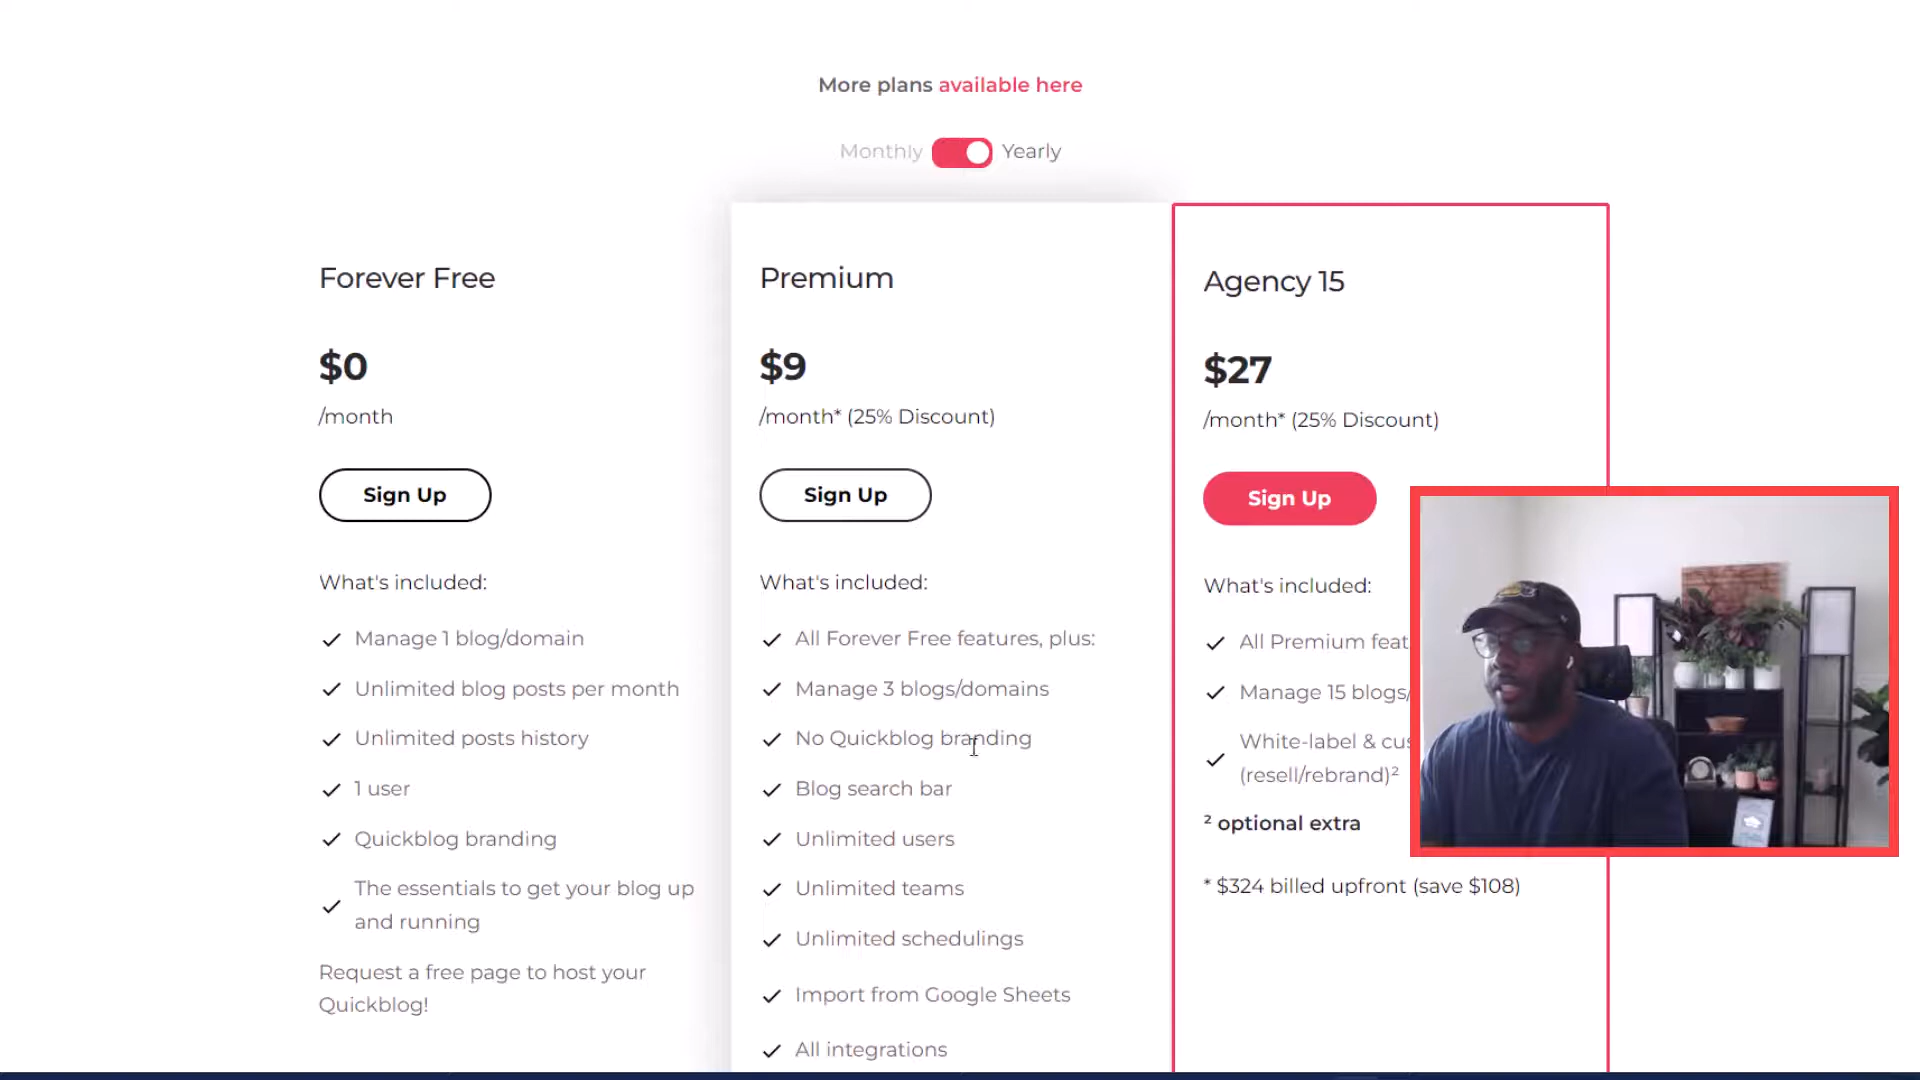 More plans available here
Monthly Yearly
Forever Free
$0
/month
Sign Up
What's included:
Manage 1 blog/domain
Unlimited blog posts per month
Unlimited posts history
1 user
Quickblog branding
The essentials to get your blog up
and running
Request a free page to host your
Quickblog!
Premium
$9
/month* (25% Discount)
Sign Up
What's included:
All Forever Free features, plus:
Manage 3 blogs/domains
No Quickblog branding
Blog search bar
Unlimited users
Unlimited teams
Unlimited schedulings
Import from Google Sheets
All integrations
Agency 15
$27
/month* (25% Discount)
Sign Up
What's included:
All Premium feat
Manage 15 blogs/
White-label & cus
(resell/rebrand)²
² optional extra
* $324 billed upfront (save $108)